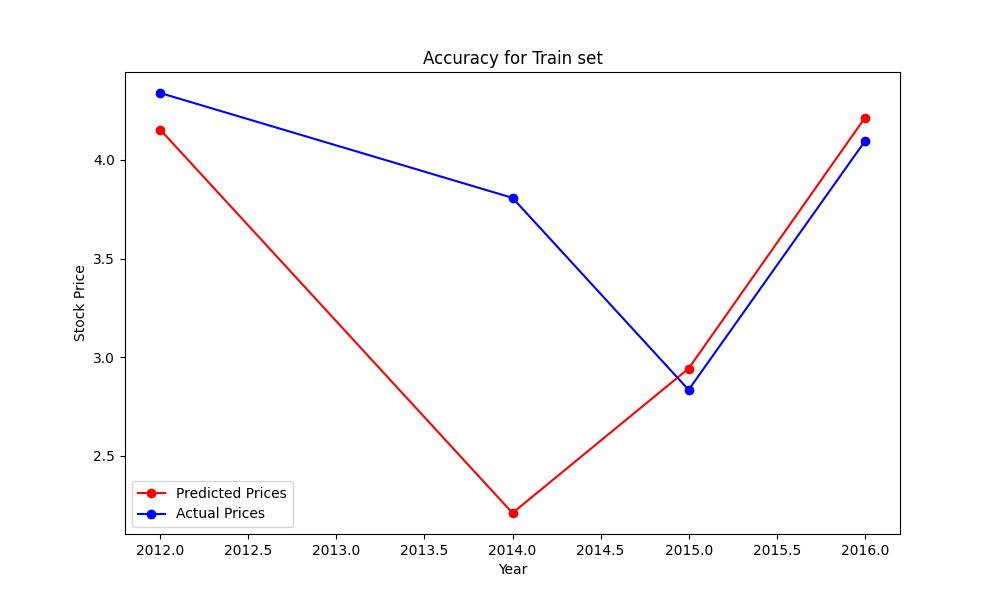 Accuracy for Train set
Stock Price
4.0
3.5
3.0
2.5
Predicted Prices
Actual Prices
2012.0 2012.5 2013.0 2013.5 2014.0 2014.5 2015.0 2015.5 2016.0
Year